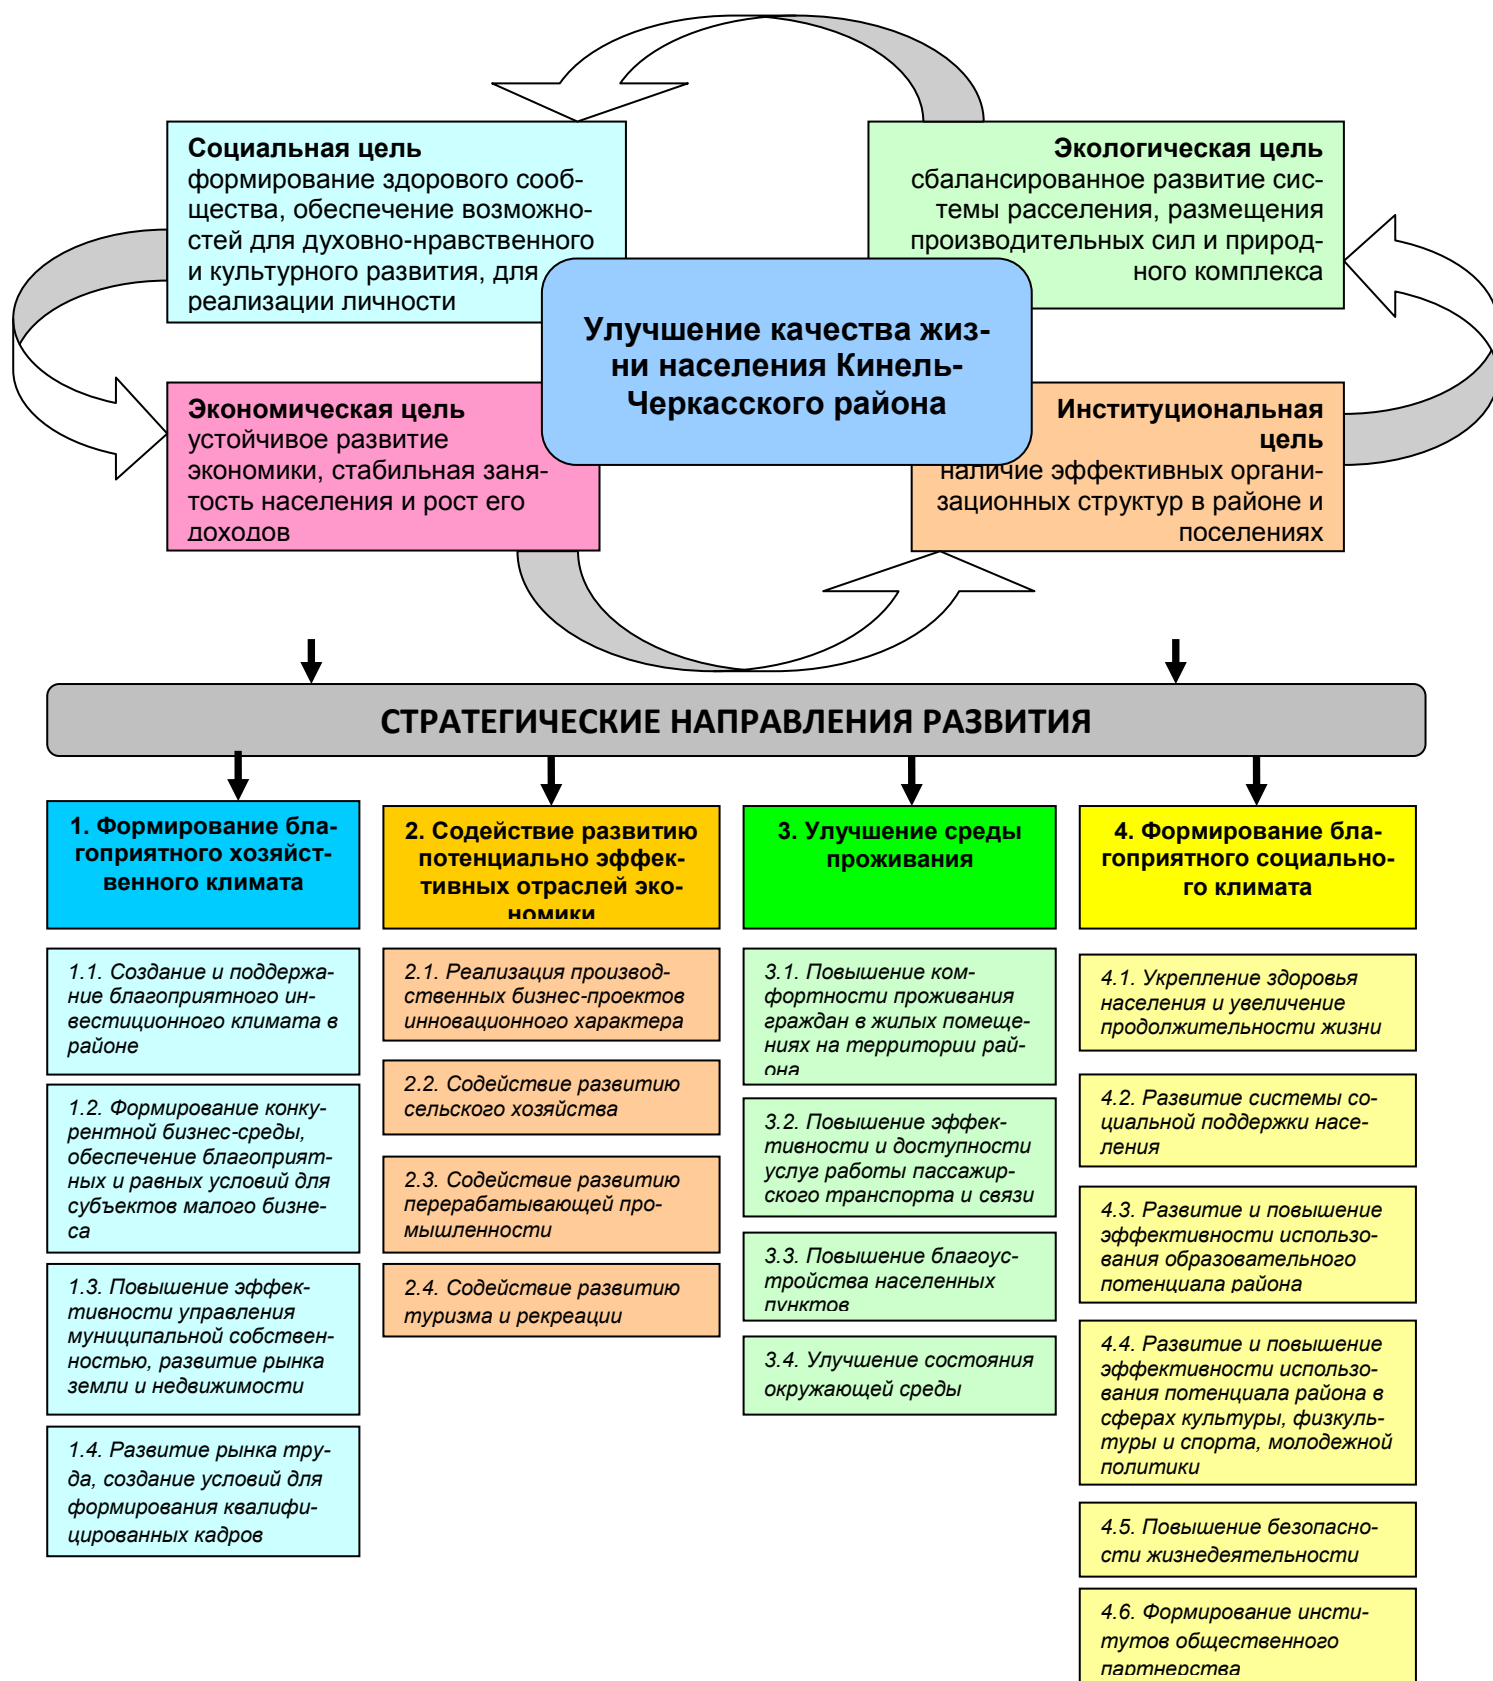 Социальная цель
формирование здорового сооб-
щества, обеспечение возможно-
стей для духовно-нравственного
и культурного развития, для
реализации личности
Экологическая цель
сбалансированное развитие сис-
темы расселения, размещения
производительных сил и природ-
ного комплекса
Улучшение качества жиз-
ни населения Кинель-
Черкасского района
Экономическая цель
устойчивое развитие
экономики, стабильная заня-
тость населения и рост его
доходов
Институциональная
цель
наличие эффективных органи-
зационных структур в районе и
поселениях
СТРАТЕГИЧЕСКИЕ НАПРАВЛЕНИЯ РАЗВИТИЯ
1. Формирование бла-
гоприятного хозяйст-
венного климата
1.1. Создание и поддержа-
ние благоприятного ин-
вестиционного климата в
районе
1.2. Формирование конку-
рентной бизнес-среды,
обеспечение благоприят-
ных и равных условий для
субъектов малого бизне-
са
1.3. Повышение эффек-
тивности управления
муниципальной собствен-
ностью, развитие рынка
земли и недвижимости
1.4. Развитие рынка тру-
да, создание условий для
формирования квалифи-
цированных кадров
2. Содействие развитию
потенциально эффек-
тивных отраслей эко-
номики
2.1. Реализация производ-
ственных бизнес-проектов
инновационного характера
2.2. Содействие развитию
сельского хозяйства
2.3. Содействие развитию
перерабатывающей про-
мышленности
2.4. Содействие развитию
туризма и рекреации
3. Улучшение среды
проживания
3.1. Повышение ком-
фортности проживания
граждан в жилых помеще-
ниях на территории рай-
она
3.2. Повышение эффек-
тивности и доступности
услуг работы пассажир-
ского транспорта и связи
3.3. Повышение благоус-
тройства населенных
пунктов
3.4. Улучшение состояния
окружающей среды
4. Формирование бла-
гоприятного социально-
го климата
4.1. Укрепление здоровья
населения и увеличение
продолжительности жизни
4.2. Развитие системы со-
циальной поддержки насе-
ления
4.3. Развитие и повышение
эффективности использо-
вания образовательного
потенциала района
4.4. Развитие и повышение
эффективности использо-
вания потенциала района в
сферах культуры, физкуль-
туры и спорта, молодежной
политики
4.5. Повышение безопасно-
сти жизнедеятельности
4.6. Формирование инсти-
тутов общественного
партнерства